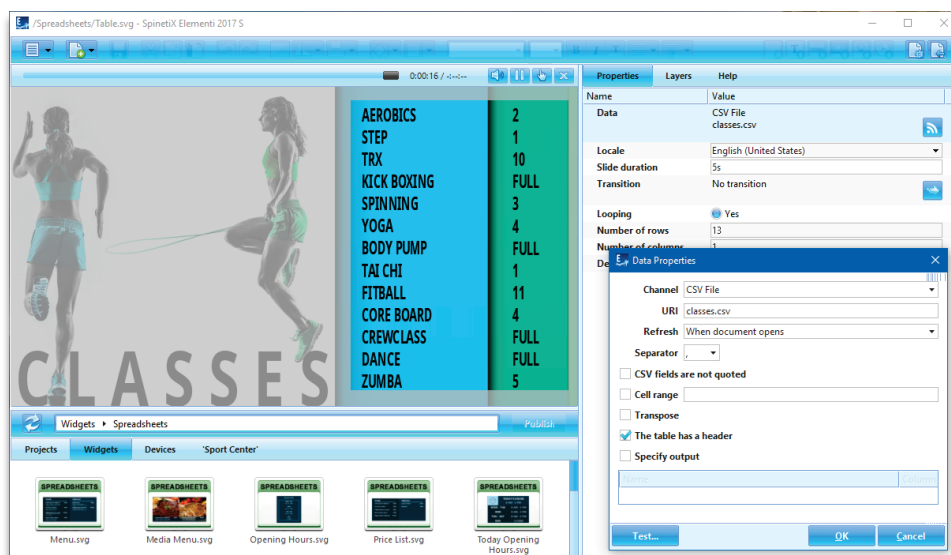 /Spreadsheets/Table.svg - SpinetiX Elementi 2017 S
0:00:16 / -:--:--
CLASSES
AEROBICS 2
STEP 1
TRX 10
KICK BOXING FULL
SPINNING 3
YOGA 4
BODY PUMP FULL
TAI CHI 1
FITBALL 11
CORE BOARD 4
CREWCLASS FULL
DANCE FULL
ZUMBA 5
Widgets Spreadsheets Publish
Projects Widgets Devices 'Sport Center'
SPREADSHEETS SPREADSHEETS SPREADSHEETS SPREADSHEETS SPREADSHEETS
Menu.svg Media Menu.svg Opening Hours.svg Price List.svg Today Opening
Hours.svg
Properties Layers Help
Name Value
Data CSV File
classes.csv
Locale English (United States)
Slide duration 5s
Transition No transition
Looping Yes
Number of rows 13
Number of columns 1
De
Data Properties
Channel CSV File
URI classes.csv
Refresh When document opens
Separator ,
CSV fields are not quoted
Cell range
Transpose
The table has a header
Specify output
Name Column
Test... OK Cancel